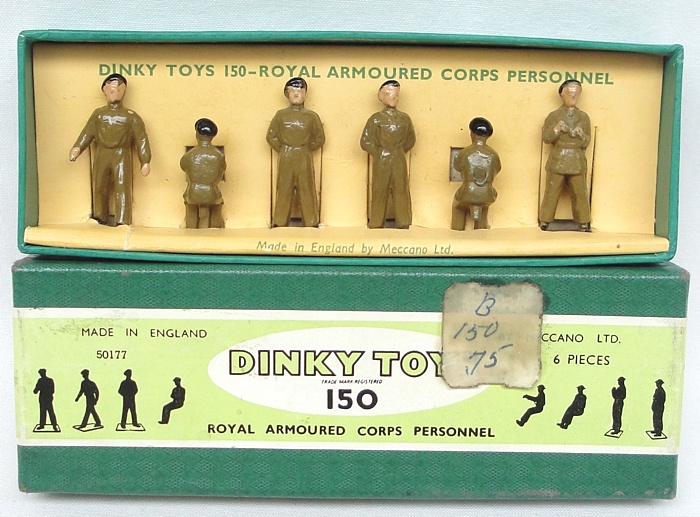 DINKY TOYS 150-ROYAL ARMOURED CORPS PERSONNEL
Made in England by Meccano Ltd.
MADE IN ENGLAND
50177
DINKY TOY
TRADE MARK REGISTERED
150
ROYAL ARMOURED CORPS PERSONNEL
B
150
.75
CCANO LTD.
6 PIECES